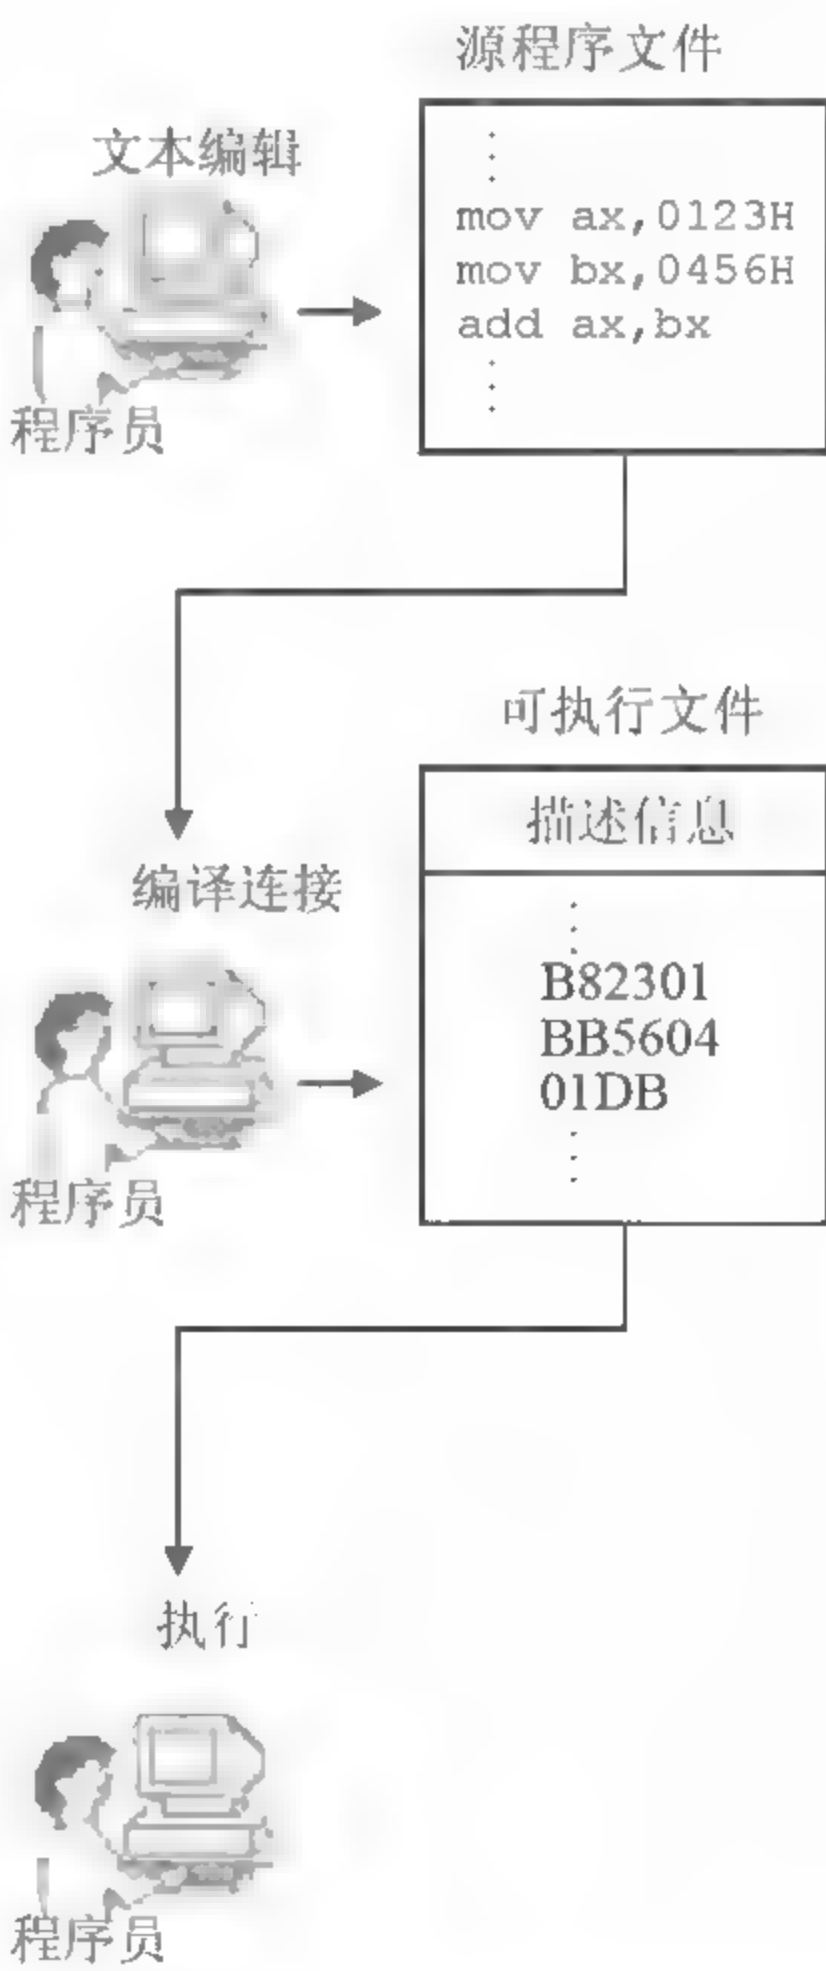 源程序文件
文本编辑
mov ax,0123H
mov bx,0456H
add ax,bx
程序员
可执行文件
描述信息
编译连接
B82301
BB5604
01DB
程序员
执行
程序员